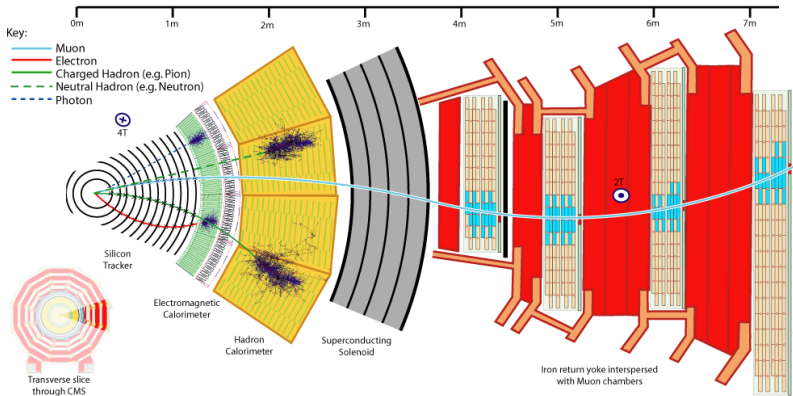 0m 1m 2m 3m 4m 5m 6m 7m
Key:
Muon
Electron
Charged Hadron (e.g. Pion)
Neutral Hadron (e.g. Neutron)
Photon
4T
2T
Silicon
Tracker
Electromagnetic
Calorimeter
Hadron
Calorimeter
Superconducting
Solenoid
Iron return yoke interspersed
with Muon chambers
Transverse slice
through CMS